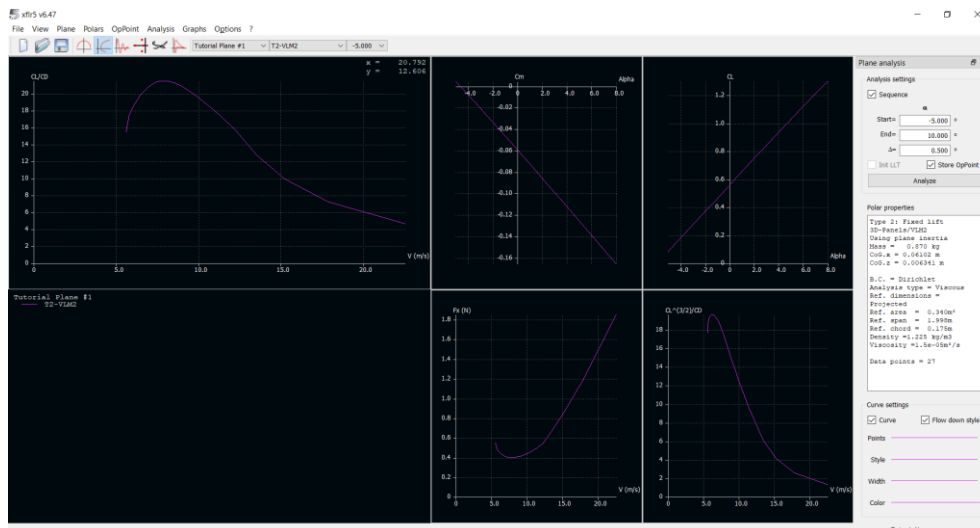 xflr5 v6.47
File View Plane Polars OpPoint Analysis Graphs Options ?
Tutorial Plane #1 T2-VLM2 -5.000
CL/CD
x = 20.792
y = 12.606
20
18
16
14
12
10
8
6
4
2
0
0 5.0 10.0 15.0 20.0
V (m/s)
Cm
Alpha
-4.0 -2.0 0 2.0 4.0 6.0 8.0
0
-0.02
-0.04
-0.06
-0.08
-0.10
-0.12
-0.14
-0.16
CL
1.2
1.0
0.8
0.6
0.4
0.2
0
Alpha
-4.0 -2.0 0 2.0 4.0 6.0 8.0
Tutorial Plane #1
T2-VLM2
Fx (N)
1.8
1.6
1.4
1.2
1.0
0.8
0.6
0.4
0.2
0
V (m/s)
0 5.0 10.0 15.0 20.0
CL^(3/2)/CD
18
16
14
12
10
8
6
4
2
0
V (m/s)
0 5.0 10.0 15.0 20.0
Plane analysis
Analysis settings
Sequence
α
Start= -5.000 °
End= 10.000 °
Δ= 0.500 °
Init LLT Store OpPoint
Analyze
Polar properties
Type 2: Fixed lift
3D-Panels/VLM2
Using plane inertia
Mass = 0.870 kg
CoG.x = 0.06102 m
CoG.z = 0.006341 m
B.C. = Dirichlet
Analysis type = Viscous
Ref. dimensions =
Projected
Ref. area = 0.340m²
Ref. span = 1.998m
Ref. chord = 0.175m
Density =1.225 kg/m3
Viscosity =1.5e-05m²/s
Data points = 27
Curve settings
Curve Flow down style
Points
Style
Width
Color